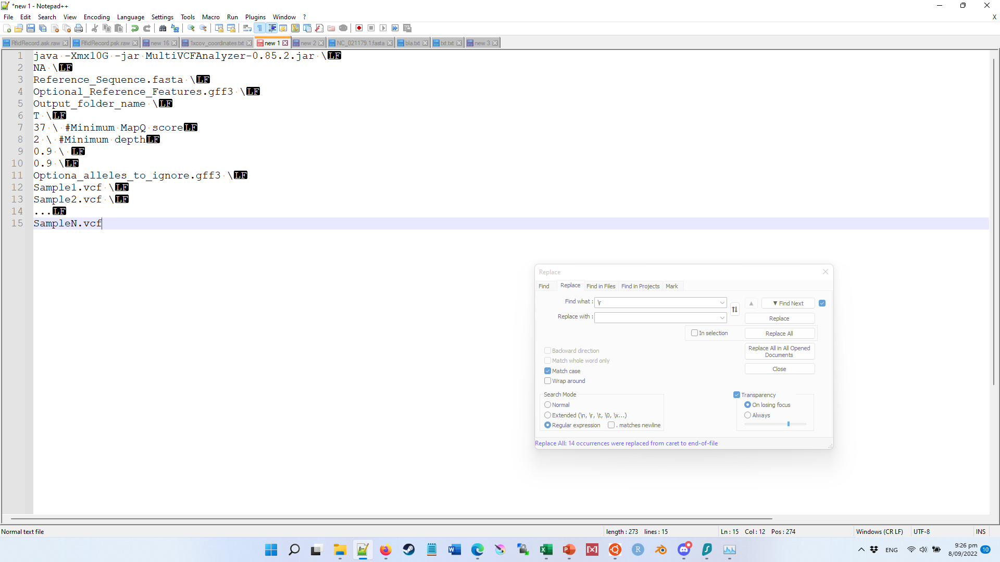 *new 1 - Notepad++
File Edit Search View Encoding Language Settings Tools Macro Run Plugins Window ? X
RfidRecord.ask.raw RfidRecord.psk.raw new 16 1xcov_coordinates.txt new 1 new 2 NC_021179.1.fasta bla.txt txt.txt new 3
1 java -Xmx10G -jar MultiVCFAnalyzer-0.85.2.jar \LF
2 NA \LF
3 Reference_Sequence.fasta \LF
4 Optional_Reference_Features.gff3 \LF
5 Output_folder_name \LF
6 T \LF
7 37 \ #Minimum MapQ scoreLF
8 2 \ #Minimum depthLF
9 0.9 \ LF
10 0.9 \LF
11 Optiona_alleles_to_ignore.gff3 \LF
12 Sample1.vcf \LF
13 Sample2.vcf \LF
14 ...LF
15 SampleN.vcf
Replace
Find Replace Find in Files Find in Projects Mark
Find what : \r ▲ ▼ Find Next
Replace with : Replace
In selection Replace All
Replace All in All Opened
Documents
Backward direction
Match whole word only
Close
Match case
Wrap around
Search Mode Transparency
Normal On losing focus
Extended (\n, \r, \t, \0, \x...) Always
Regular expression . matches newline
Replace All: 14 occurrences were replaced from caret to end-of-file
Normal text file length : 273 lines : 15 Ln : 15 Col : 12 Pos : 274 Windows (CR LF) UTF-8 INS
ENG 9:26 pm 10
8/09/2022